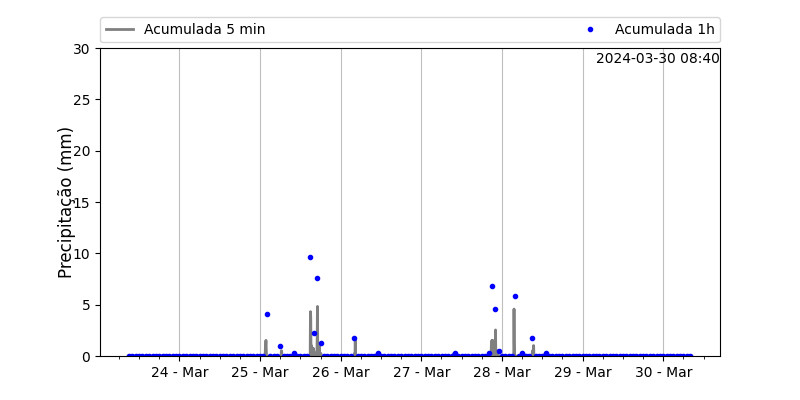 Acumulada 5 min
Acumulada 1h
2024-03-30 08:40
Precipitação (mm)
30
25
20
15
10
5
0
24 - Mar
25 - Mar
26 - Mar
27 - Mar
28 - Mar
29 - Mar
30 - Mar